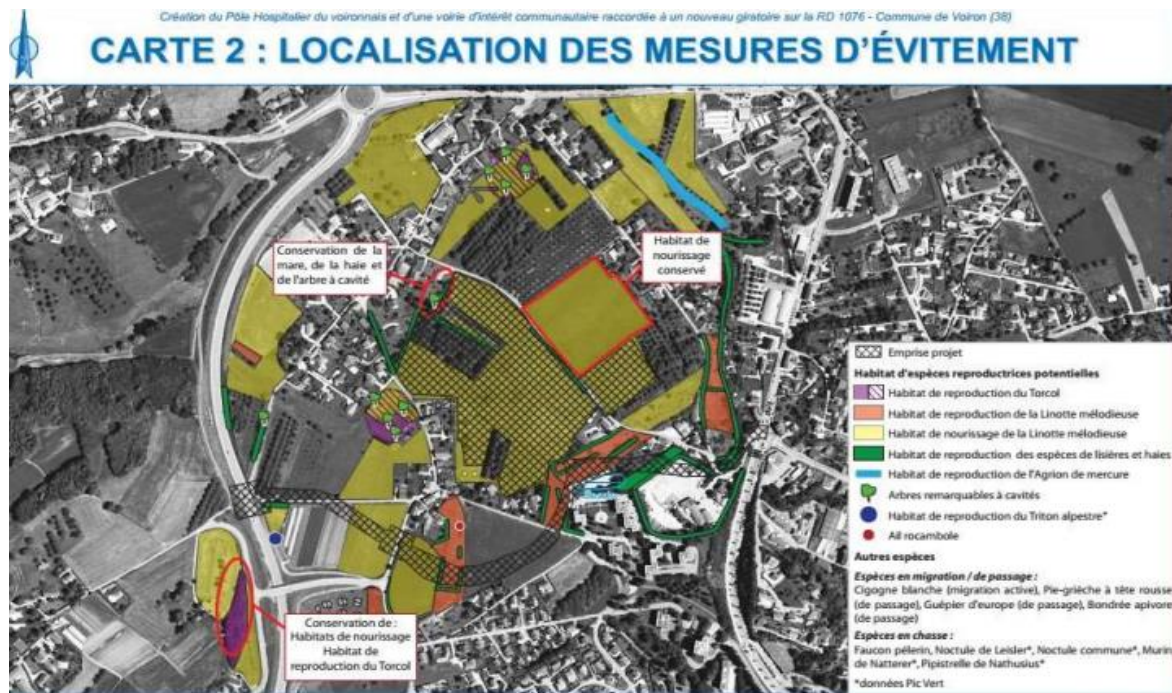 Création du Pôle Hospitalier du voironnais et d'une voirie d'intérêt communautaire raccordée à un nouveau giratoire sur la RD 1076 - Commune de Voiron (38)
CARTE 2 : LOCALISATION DES MESURES D'ÉVITEMENT
Conservation de la
mare, de la haie et
de l'arbre à cavité
Habitat de
nourissage
conservé
Conservation de :
Habitats de nourissage
Habitat de
reproduction du Torcol
Emprise projet
Habitat d'espèces reproductrices potentielles
Habitat de reproduction du Torcol
Habitat de reproduction de la Linotte mélodieuse
Habitat de nourissage de la Linotte mélodieuse
Habitat de reproduction des espèces de lisières et haies
Habitat de reproduction de l'Agrion de mercure
Arbres remarquables à cavités
Habitat de reproduction du Triton alpestre*
Ail rocambole
Autres espèces
Espèces en migration / de passage :
Cigogne blanche (migration active), Pie-grièche à tête rousse
(de passage), Guêpier d'europe (de passage), Bondrée apivore
(de passage)
Espèces en chasse :
Faucon pélerin, Noctule de Leisler*, Noctule commune*, Murin
de Natterer*, Pipistrelle de Nathusius*
*données Pic Vert